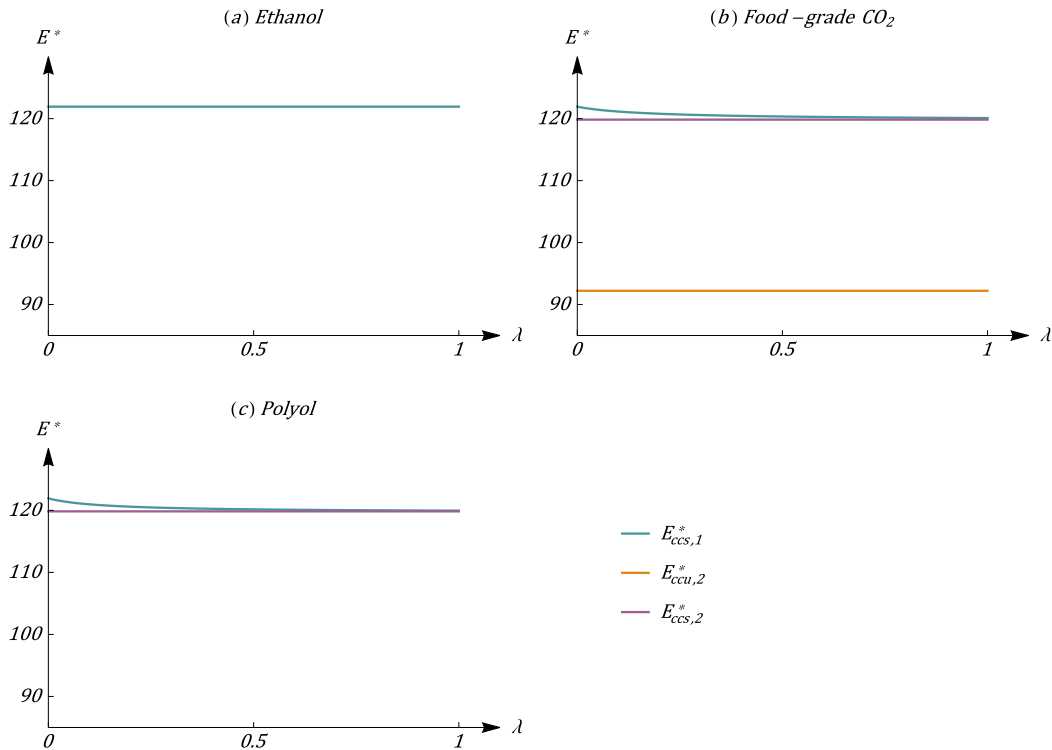 (a) Ethanol
E*
120
110
100
90
0 0.5 1 λ
(b) Food−grade CO₂
E*
120
110
100
90
0 0.5 1 λ
(c) Polyol
E*
120
110
100
90
0 0.5 1 λ
E*ccs,1
E*ccu,2
E*ccs,2